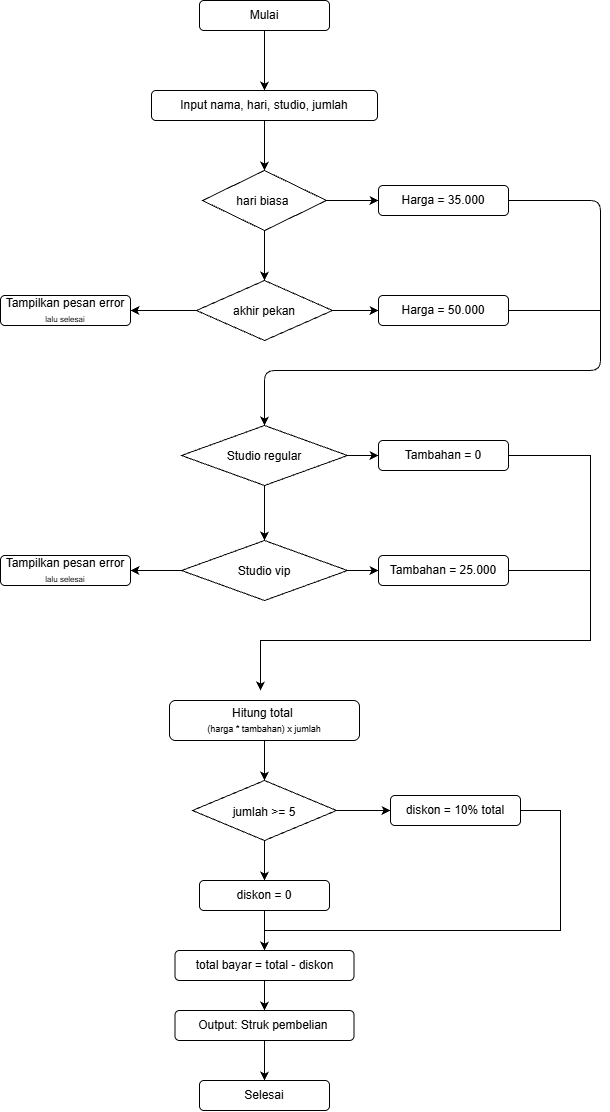 Mulai
Input nama, hari, studio, jumlah
hari biasa
Harga = 35.000
Tampilkan pesan error
lalu selesai
akhir pekan
Harga = 50.000
Studio regular
Tambahan = 0
Tampilkan pesan error
lalu selesai
Studio vip
Tambahan = 25.000
Hitung total
(harga * tambahan) x jumlah
jumlah >= 5
diskon = 10% total
diskon = 0
total bayar = total - diskon
Output: Struk pembelian
Selesai